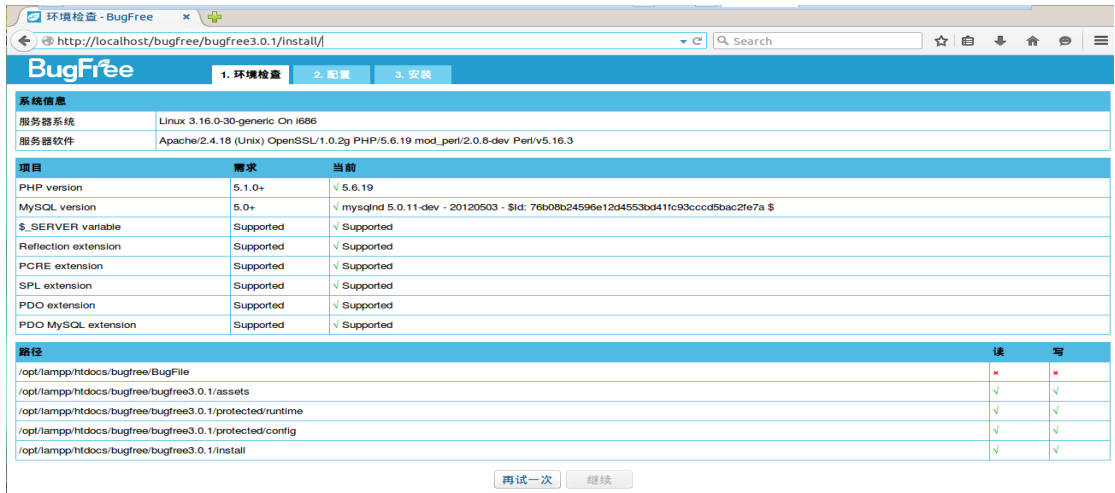 环境检查 - BugFree
http://localhost/bugfree/bugfree3.0.1/install/
Search
BugFree
1. 环境检查
2. 配置
3. 安装
系统信息
服务器系统 Linux 3.16.0-30-generic On i686
服务器软件 Apache/2.4.18 (Unix) OpenSSL/1.0.2g PHP/5.6.19 mod_perl/2.0.8-dev Perl/v5.16.3
项目 需求 当前
PHP version 5.1.0+ √ 5.6.19
MySQL version 5.0+ √ mysqlnd 5.0.11-dev - 20120503 - $Id: 76b08b24596e12d4553bd41fc93cccd5bac2fe7a $
$_SERVER variable Supported √ Supported
Reflection extension Supported √ Supported
PCRE extension Supported √ Supported
SPL extension Supported √ Supported
PDO extension Supported √ Supported
PDO MySQL extension Supported √ Supported
路径 读 写
/opt/lampp/htdocs/bugfree/BugFile × ×
/opt/lampp/htdocs/bugfree/bugfree3.0.1/assets √ √
/opt/lampp/htdocs/bugfree/bugfree3.0.1/protected/runtime √ √
/opt/lampp/htdocs/bugfree/bugfree3.0.1/protected/config √ √
/opt/lampp/htdocs/bugfree/bugfree3.0.1/install √ √
再试一次 继续